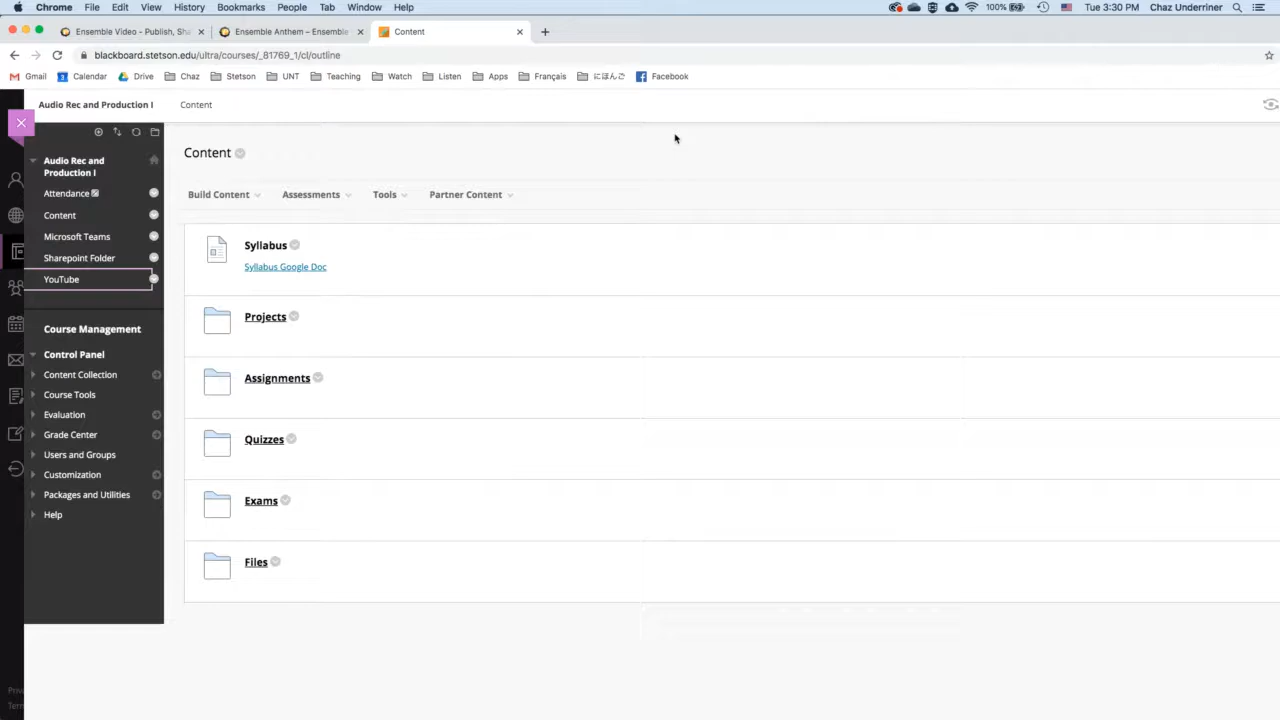 Chrome File Edit View History Bookmarks People Tab Window Help 100% Tue 3:30 PM Chaz Underriner
Ensemble Video - Publish, Sha Ensemble Anthem – Ensemble Content
blackboard.stetson.edu/ultra/courses/_81769_1/cl/outline
Gmail Calendar Drive Chaz Stetson UNT Teaching Watch Listen Apps Français にほんご Facebook
Audio Rec and Production I Content
Content
Build Content Assessments Tools Partner Content
Audio Rec and
Production I
Attendance
Content
Microsoft Teams
Sharepoint Folder
YouTube
Course Management
Control Panel
Content Collection
Course Tools
Evaluation
Grade Center
Users and Groups
Customization
Packages and Utilities
Help
Syllabus
Syllabus Google Doc
Projects
Assignments
Quizzes
Exams
Files
Priv
Term